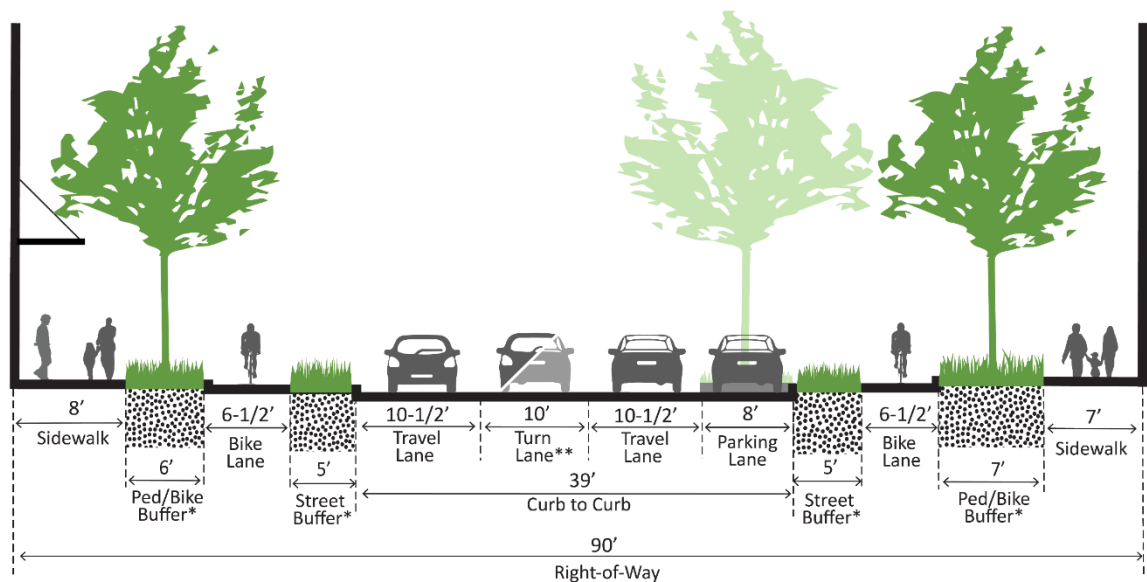 8’
Sidewalk
6’
Ped/Bike
Buffer*
6-1/2’
Bike
Lane
5’
Street
Buffer*
10-1/2’
Travel
Lane
10’
Turn
Lane**
10-1/2’
Travel
Lane
8’
Parking
Lane
39’
Curb to Curb
5’
Street
Buffer*
6-1/2’
Bike
Lane
7’
Ped/Bike
Buffer*
7’
Sidewalk
90’
Right-of-Way